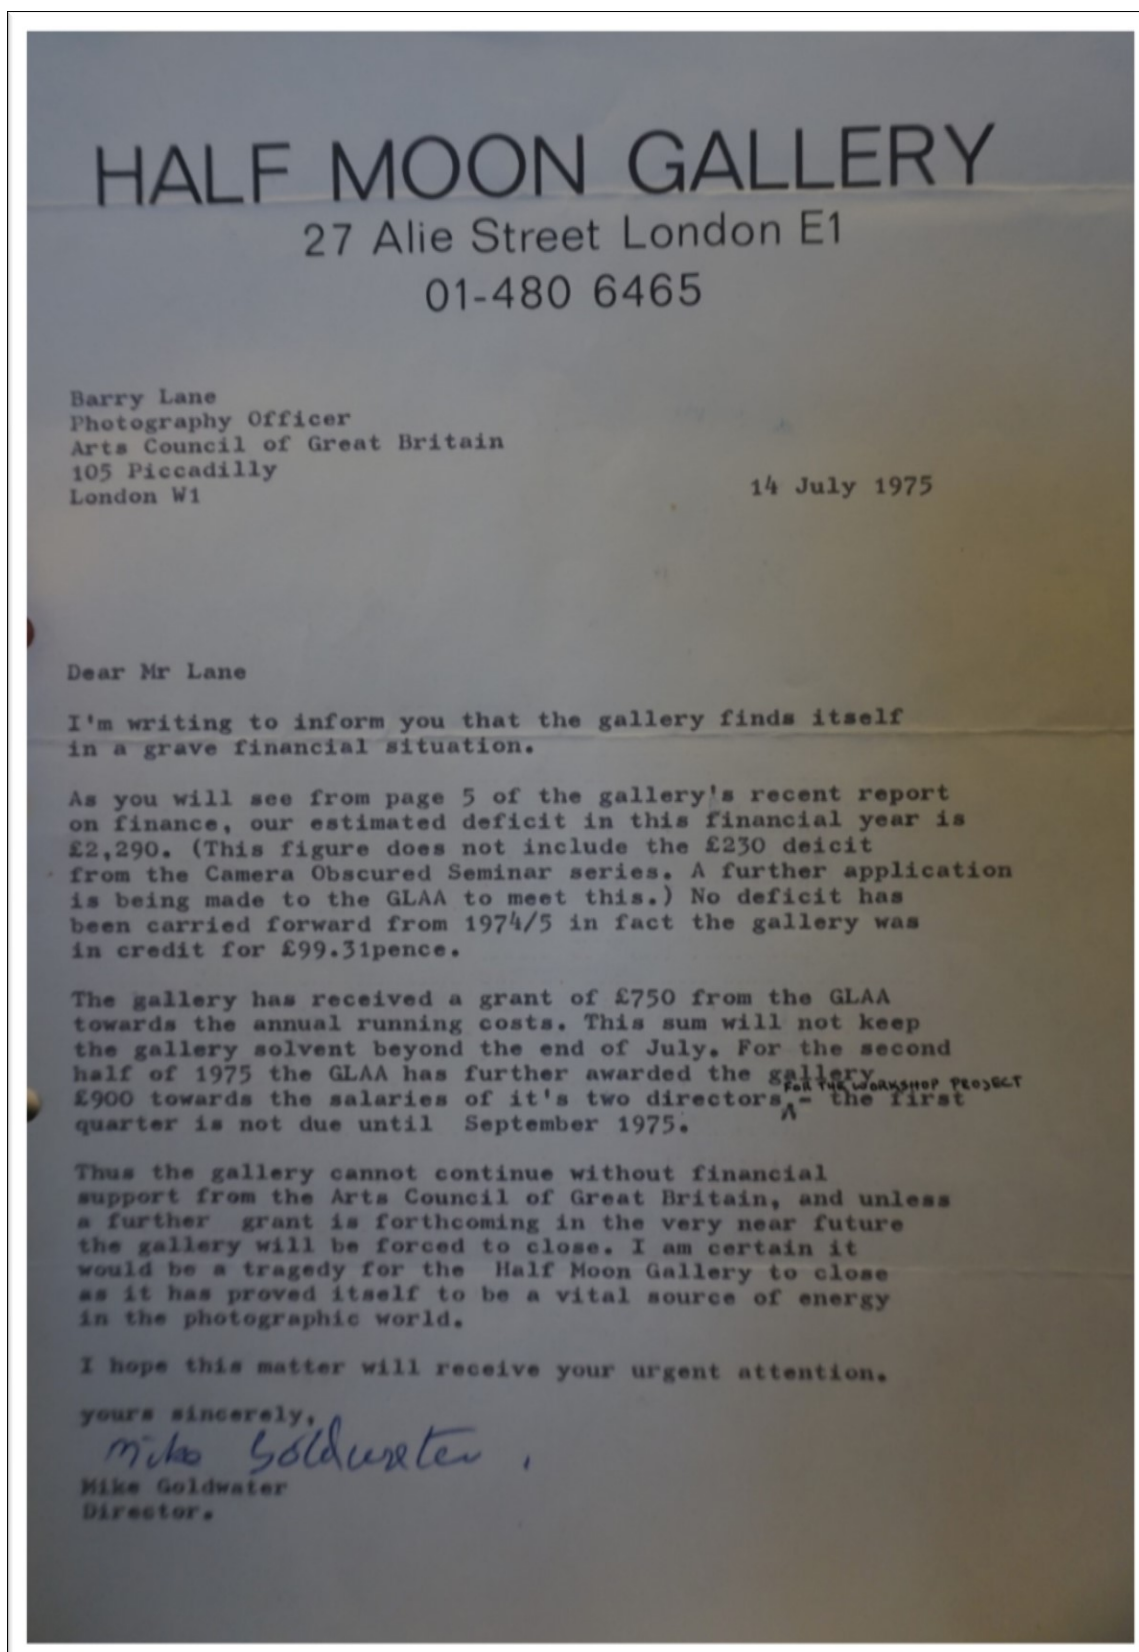 HALF MOON GALLERY
27 Alie Street London E1
01-480 6465
Barry Lane
Photography Officer
Arts Council of Great Britain
105 Piccadilly
London W1
14 July 1975
Dear Mr Lane
I'm writing to inform you that the gallery finds itself
in a grave financial situation.
As you will see from page 5 of the gallery's recent report
on finance, our estimated deficit in this financial year is
£2,290. (This figure does not include the £230 deicit
from the Camera Obscured Seminar series. A further application
is being made to the GLAA to meet this.) No deficit has
been carried forward from 1974/5 in fact the gallery was
in credit for £99.31pence.
The gallery has received a grant of £750 from the GLAA
towards the annual running costs. This sum will not keep
the gallery solvent beyond the end of July. For the second
half of 1975 the GLAA has further awarded the gallery
FOR THE WORKSHOP PROJECT
£900 towards the salaries of it's two directors, - the first
quarter is not due until September 1975.
Thus the gallery cannot continue without financial
support from the Arts Council of Great Britain, and unless
a further grant is forthcoming in the very near future
the gallery will be forced to close. I am certain it
would be a tragedy for the Half Moon Gallery to close
as it has proved itself to be a vital source of energy
in the photographic world.
I hope this matter will receive your urgent attention.
yours sincerely,
Mike Goldwater
Mike Goldwater
Director.